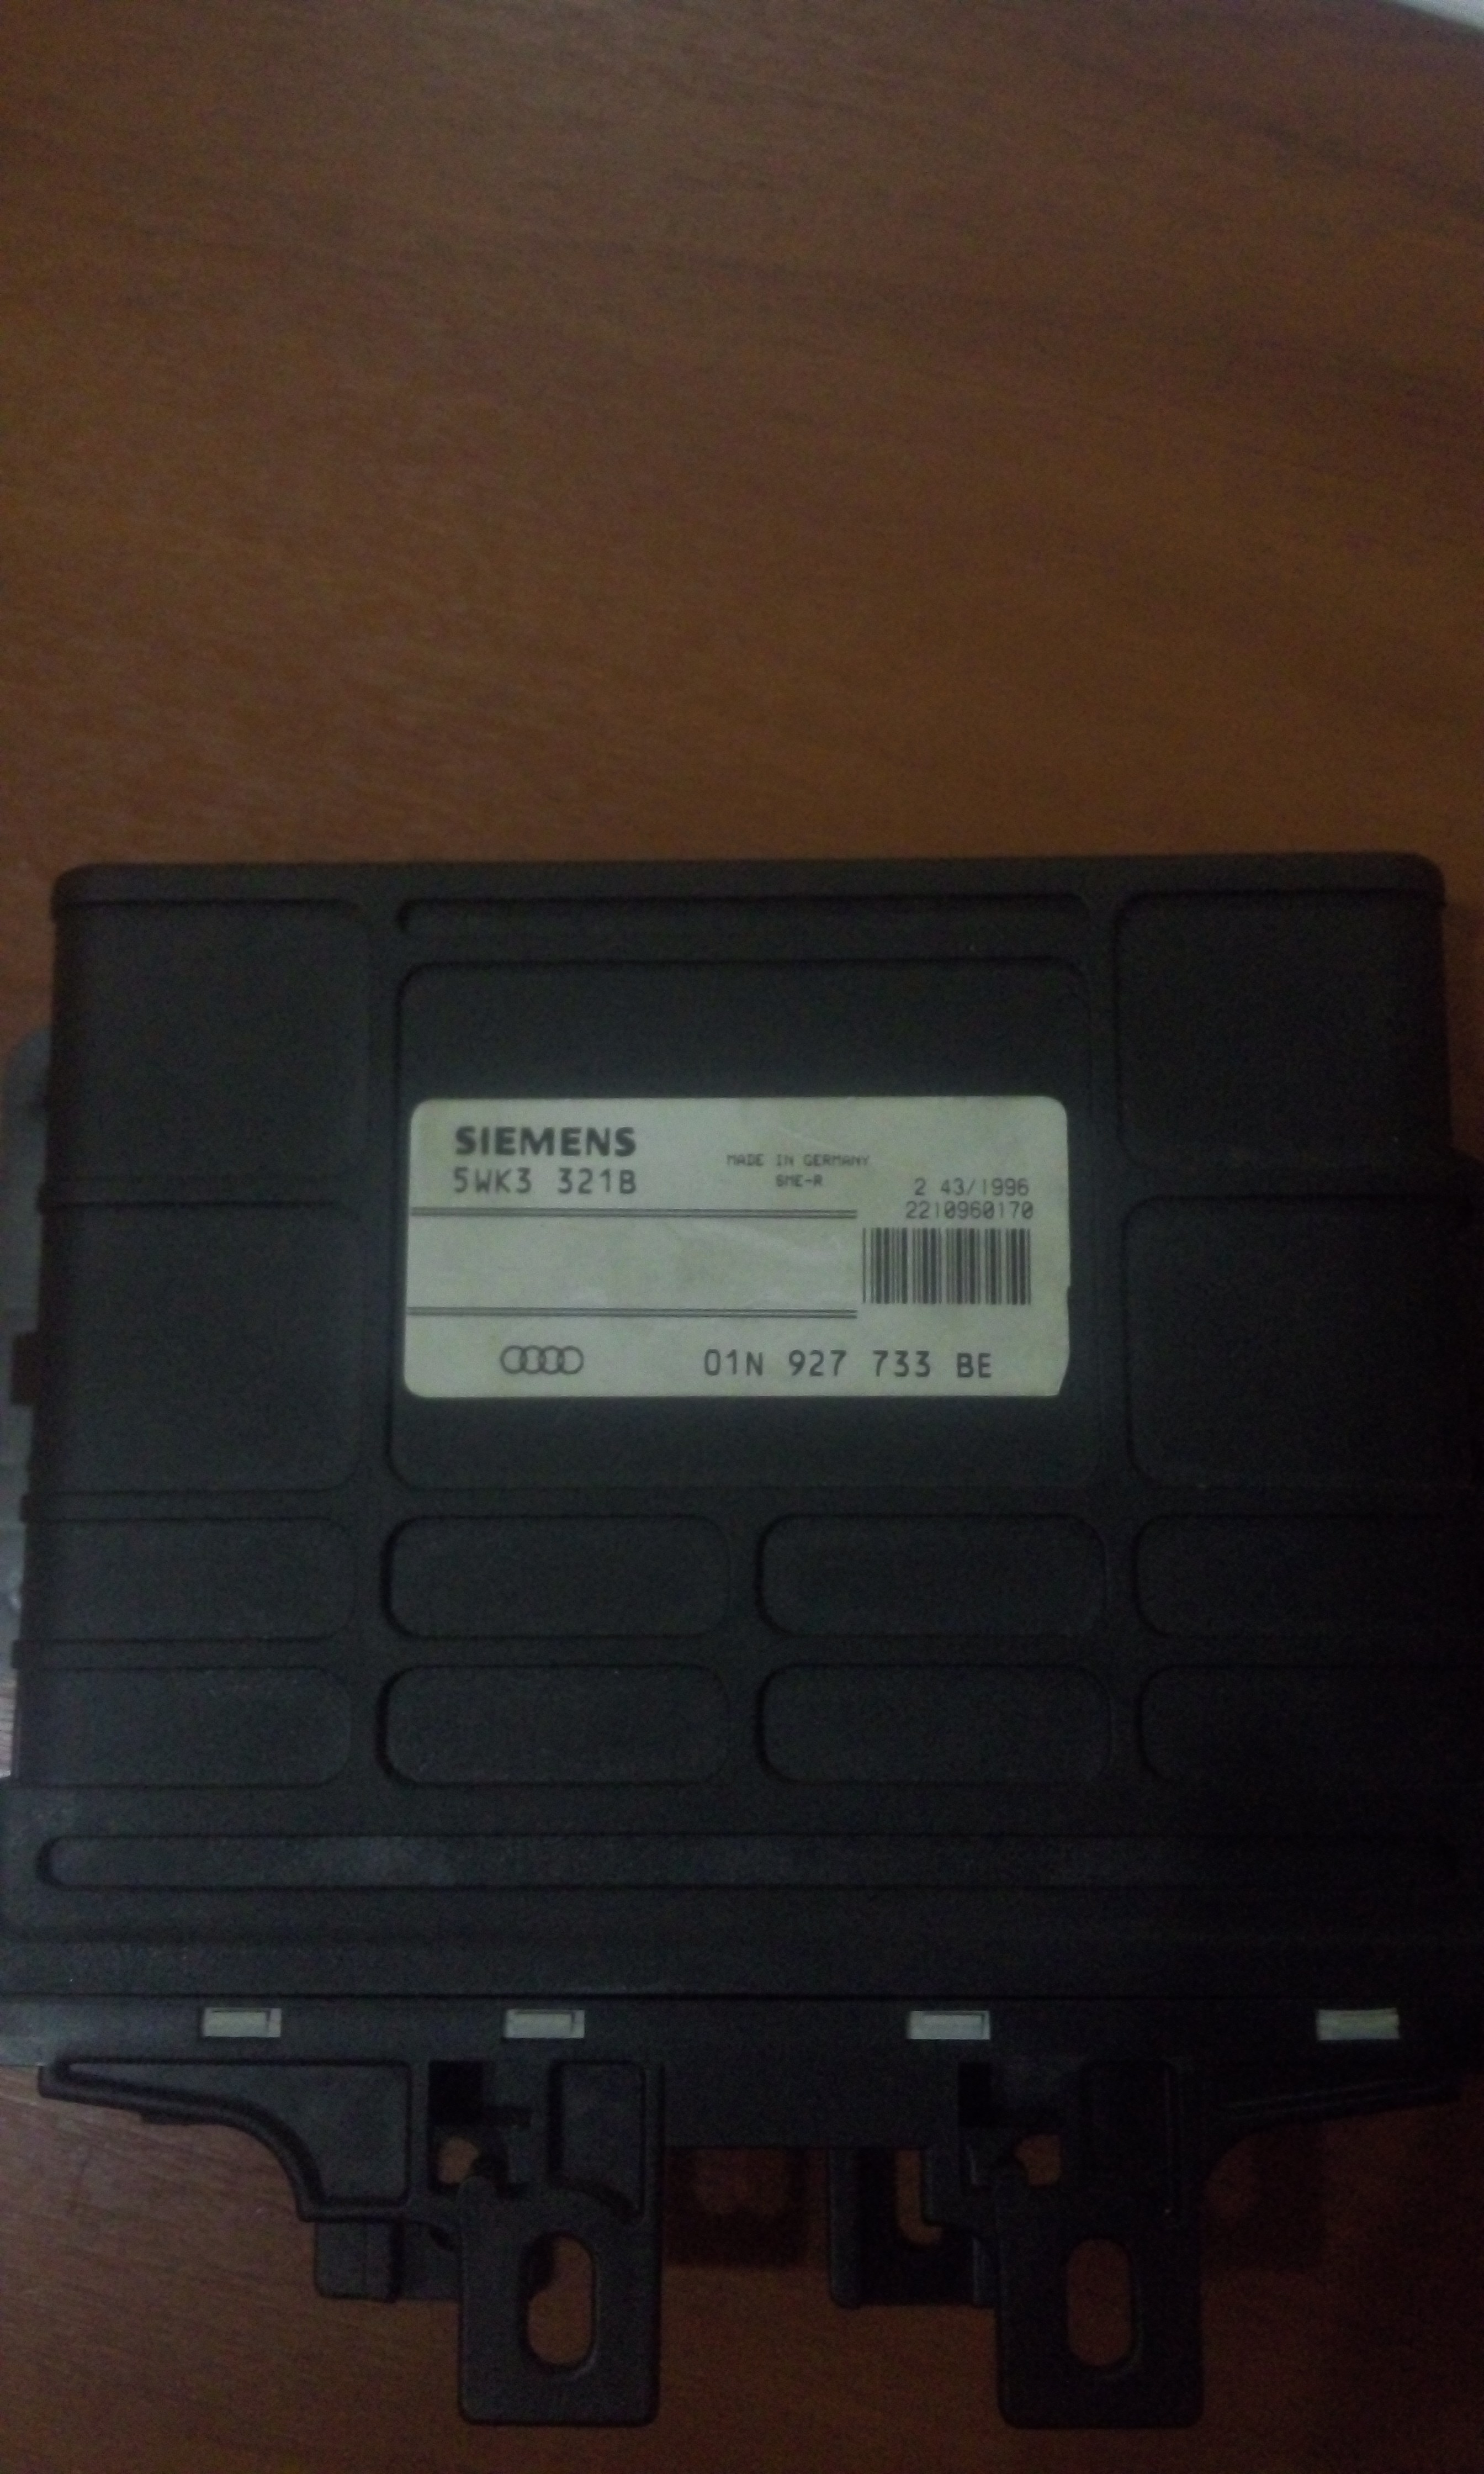 SIEMENS
5WK3 321B
MADE IN GERMANY
6ME-R
2 43/1996
2210960170
01N 927 733 BE